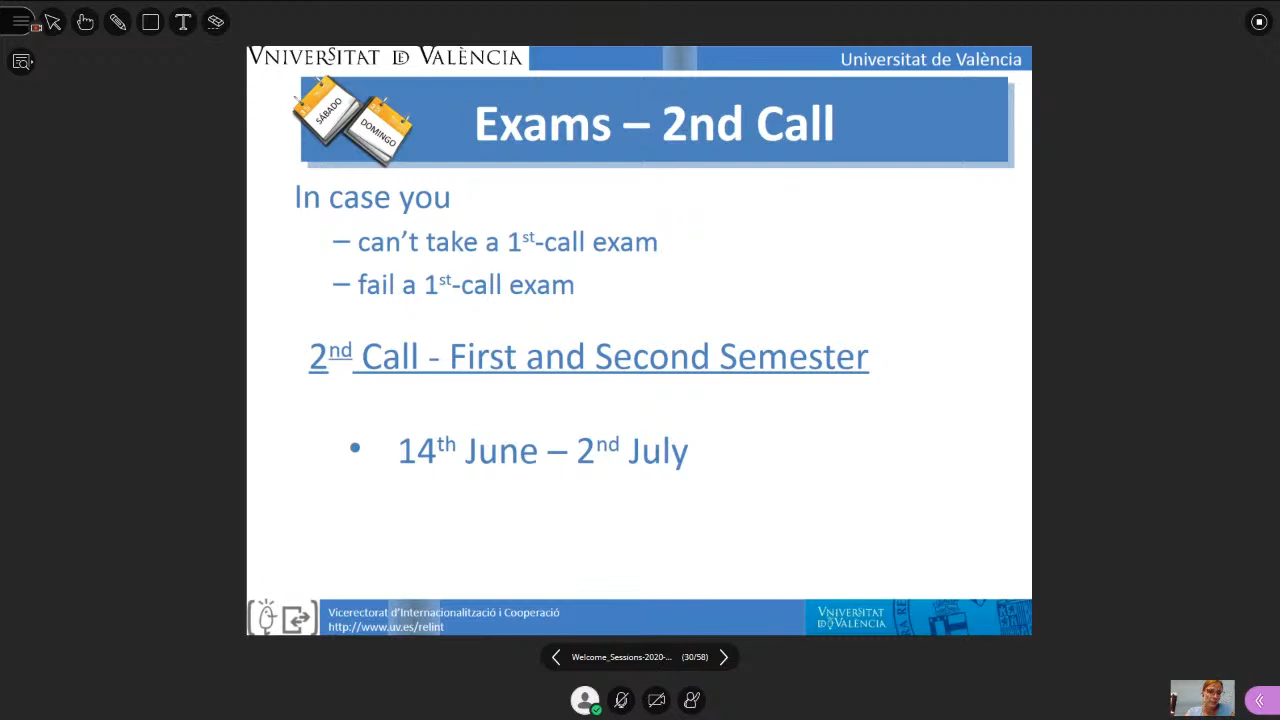 VNIVERSITAT DE VALÈNCIA
Universitat de València
SÁBADO
DOMINGO
Exams – 2nd Call
In case you
– can't take a 1st-call exam
– fail a 1st-call exam
2nd Call - First and Second Semester
• 14th June – 2nd July
Vicerectorat d'Internacionalització i Cooperació
http://www.uv.es/relint
VNIVERSITAT
DE VALÈNCIA
Welcome_Sessions-2020-... (30/58)